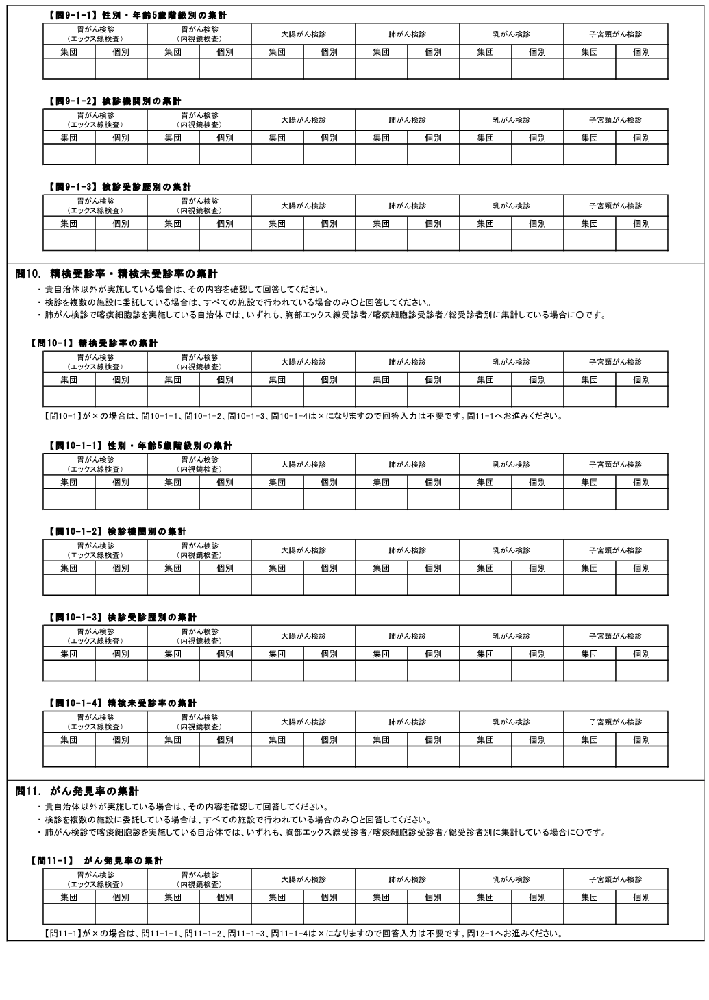 【問9-1-1】性別・年齢5歳階級別の集計
胃がん検診 胃がん検診 大腸がん検診 肺がん検診 乳がん検診 子宮頸がん検診
（エックス線検査） （内視鏡検査）
集団 個別 集団 個別 集団 個別 集団 個別 集団 個別 集団 個別
【問9-1-2】検診機関別の集計
胃がん検診 胃がん検診 大腸がん検診 肺がん検診 乳がん検診 子宮頸がん検診
（エックス線検査） （内視鏡検査）
集団 個別 集団 個別 集団 個別 集団 個別 集団 個別 集団 個別
【問9-1-3】検診受診歴別の集計
胃がん検診 胃がん検診 大腸がん検診 肺がん検診 乳がん検診 子宮頸がん検診
（エックス線検査） （内視鏡検査）
集団 個別 集団 個別 集団 個別 集団 個別 集団 個別 集団 個別
問10. 精検受診率・精検未受診率の集計
・貴自治体以外が実施している場合は、その内容を確認して回答してください。
・検診を複数の施設に委託している場合は、すべての施設で行われている場合のみ○と回答してください。
・肺がん検診で喀痰細胞診を実施している自治体では、いずれも、胸部エックス線受診者/喀痰細胞診受診者/総受診者別に集計している場合に○です。
【問10-1】精検受診率の集計
胃がん検診 胃がん検診 大腸がん検診 肺がん検診 乳がん検診 子宮頸がん検診
（エックス線検査） （内視鏡検査）
集団 個別 集団 個別 集団 個別 集団 個別 集団 個別 集団 個別
【問10-1】が×の場合は、問10-1-1、問10-1-2、問10-1-3、問10-1-4は×になりますので回答入力は不要です。問11-1へお進みください。
【問10-1-1】性別・年齢5歳階級別の集計
胃がん検診 胃がん検診 大腸がん検診 肺がん検診 乳がん検診 子宮頸がん検診
（エックス線検査） （内視鏡検査）
集団 個別 集団 個別 集団 個別 集団 個別 集団 個別 集団 個別
【問10-1-2】検診機関別の集計
胃がん検診 胃がん検診 大腸がん検診 肺がん検診 乳がん検診 子宮頸がん検診
（エックス線検査） （内視鏡検査）
集団 個別 集団 個別 集団 個別 集団 個別 集団 個別 集団 個別
【問10-1-3】検診受診歴別の集計
胃がん検診 胃がん検診 大腸がん検診 肺がん検診 乳がん検診 子宮頸がん検診
（エックス線検査） （内視鏡検査）
集団 個別 集団 個別 集団 個別 集団 個別 集団 個別 集団 個別
【問10-1-4】精検未受診率の集計
胃がん検診 胃がん検診 大腸がん検診 肺がん検診 乳がん検診 子宮頸がん検診
（エックス線検査） （内視鏡検査）
集団 個別 集団 個別 集団 個別 集団 個別 集団 個別 集団 個別
問11. がん発見率の集計
・貴自治体以外が実施している場合は、その内容を確認して回答してください。
・検診を複数の施設に委託している場合は、すべての施設で行われている場合のみ○と回答してください。
・肺がん検診で喀痰細胞診を実施している自治体では、いずれも、胸部エックス線受診者/喀痰細胞診受診者/総受診者別に集計している場合に○です。
【問11-1】 がん発見率の集計
胃がん検診 胃がん検診 大腸がん検診 肺がん検診 乳がん検診 子宮頸がん検診
（エックス線検査） （内視鏡検査）
集団 個別 集団 個別 集団 個別 集団 個別 集団 個別 集団 個別
【問11-1】が×の場合は、問11-1-1、問11-1-2、問11-1-3、問11-1-4は×になりますので回答入力は不要です。問12-1へお進みください。